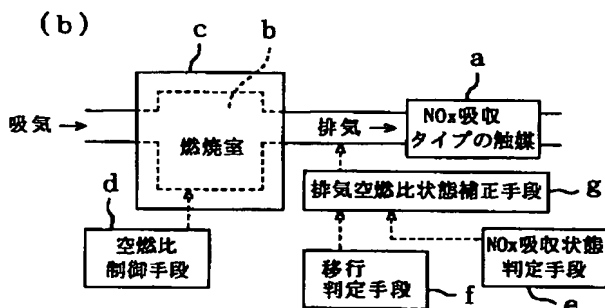 (b)
c
b
a
吸気→
燃焼室
排気→
NOx吸収
タイプの触媒
排気空燃比状態補正手段
g
d
空燃比
制御手段
移行
判定手段
f
NOx吸収状態
判定手段
e